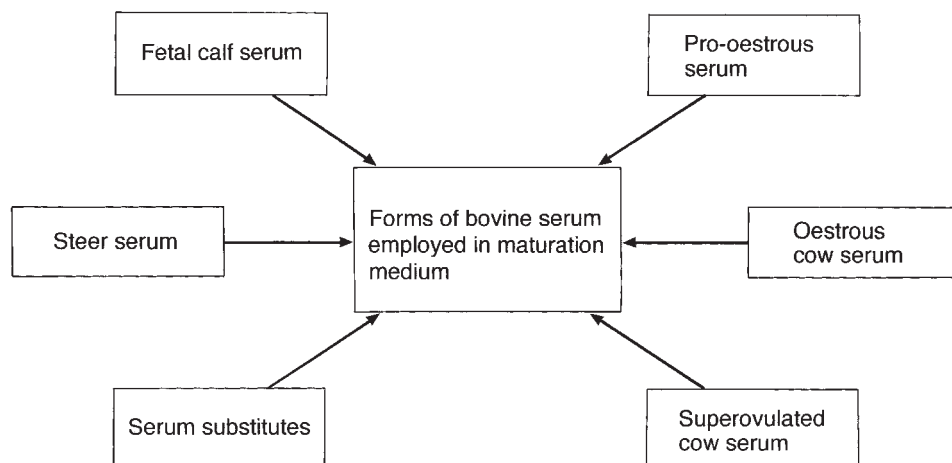 Fetal calf serum
Pro-oestrous
serum
Steer serum
Forms of bovine serum
employed in maturation
medium
Oestrous
cow serum
Serum substitutes
Superovulated
cow serum